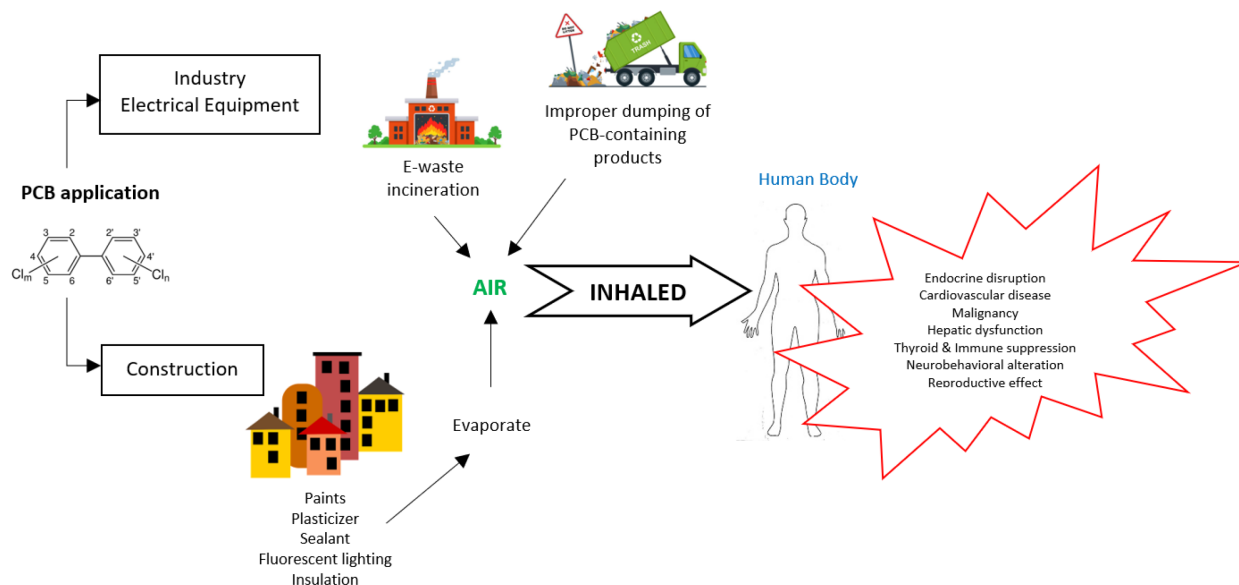 Industry
Electrical Equipment
TRASH
Improper dumping of
PCB-containing
products
E-waste
incineration
PCB application
3 2 2' 3'
4 4'
Clm 5 6 6' 5' Cln
Human Body
AIR
INHALED
Endocrine disruption
Cardiovascular disease
Malignancy
Hepatic dysfunction
Thyroid & Immune suppression
Neurobehavioral alteration
Reproductive effect
Construction
Evaporate
Paints
Plasticizer
Sealant
Fluorescent lighting
Insulation